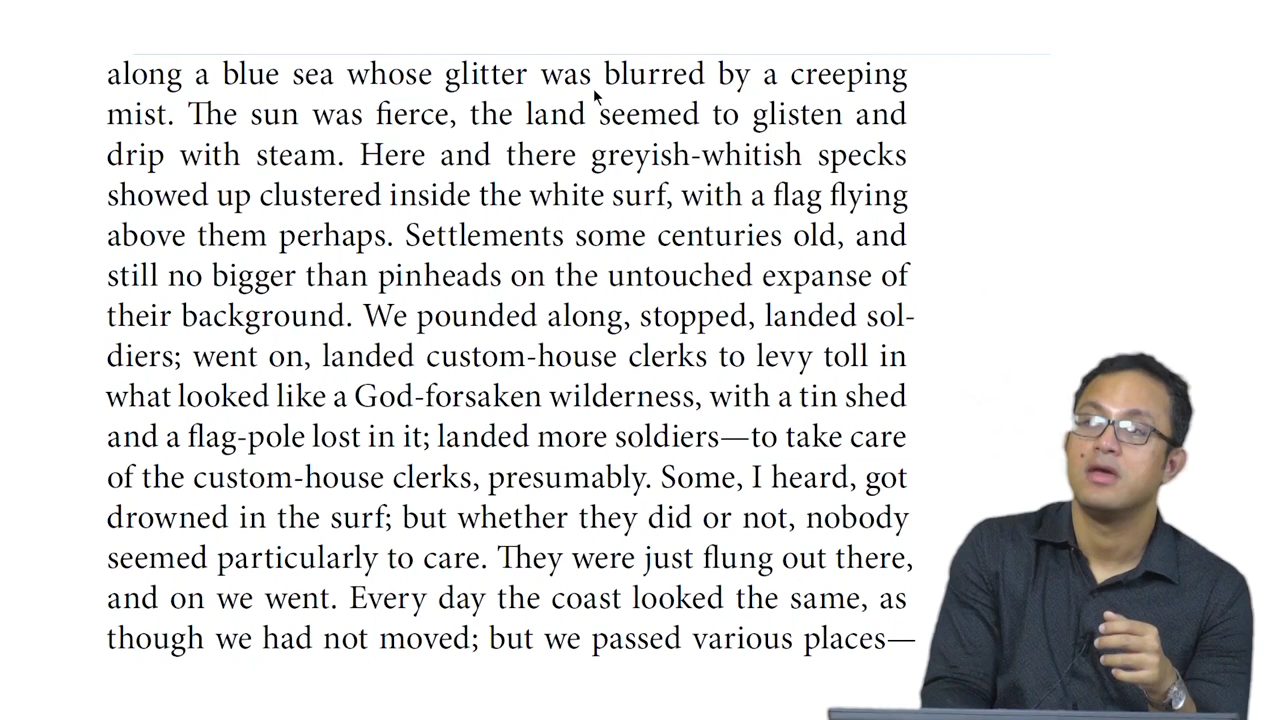 along a blue sea whose glitter was blurred by a creeping
mist. The sun was fierce, the land seemed to glisten and
drip with steam. Here and there greyish-whitish specks
showed up clustered inside the white surf, with a flag flying
above them perhaps. Settlements some centuries old, and
still no bigger than pinheads on the untouched expanse of
their background. We pounded along, stopped, landed sol-
diers; went on, landed custom-house clerks to levy toll in
what looked like a God-forsaken wilderness, with a tin shed
and a flag-pole lost in it; landed more soldiers—to take care
of the custom-house clerks, presumably. Some, I heard, got
drowned in the surf; but whether they did or not, nobody
seemed particularly to care. They were just flung out there,
and on we went. Every day the coast looked the same, as
though we had not moved; but we passed various places—